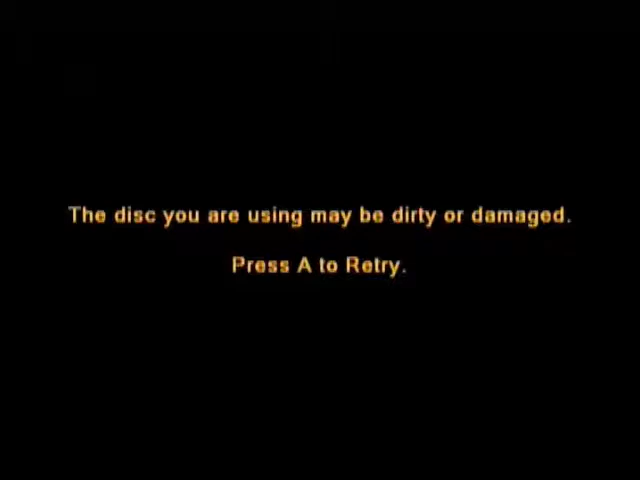 The disc you are using may be dirty or damaged.
Press A to Retry.